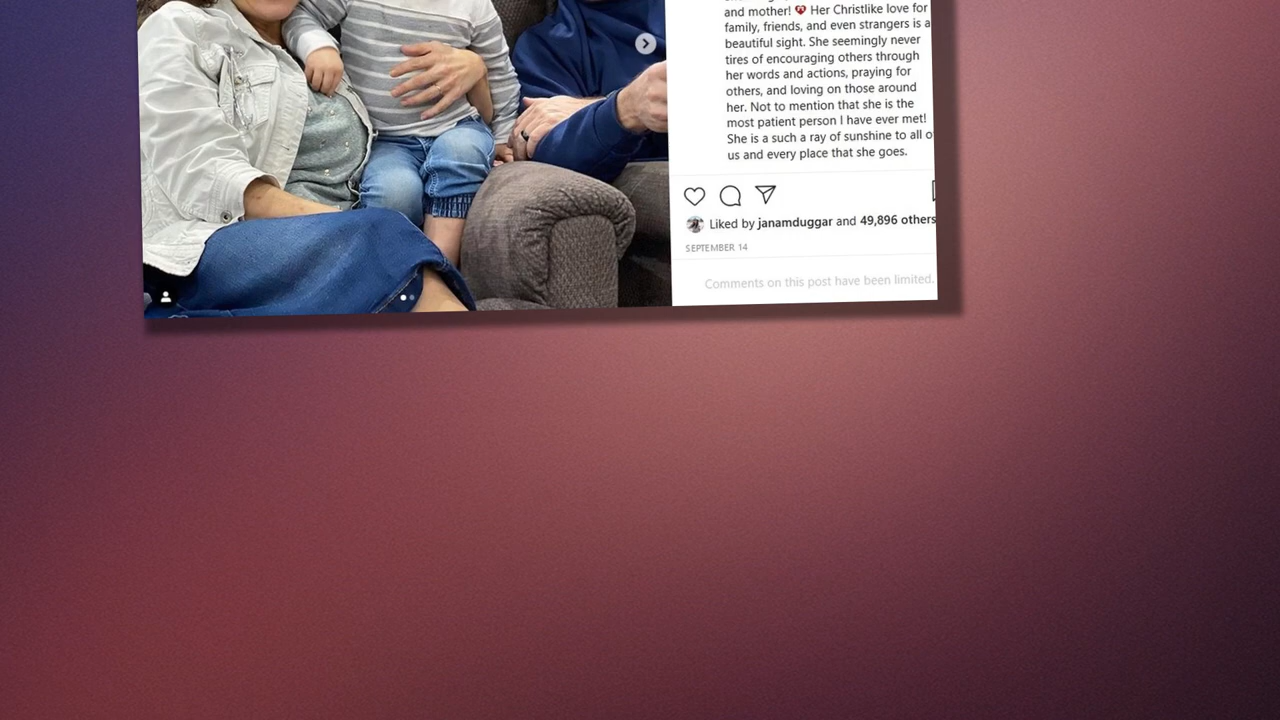 and mother! 💖 Her Christlike love for
family, friends, and even strangers is a
beautiful sight. She seemingly never
tires of encouraging others through
her words and actions, praying for
others, and loving on those around
her. Not to mention that she is the
most patient person I have ever met!
She is a such a ray of sunshine to all o
us and every place that she goes.
Liked by janamduggar and 49,896 others
SEPTEMBER 14
Comments on this post have been limited.